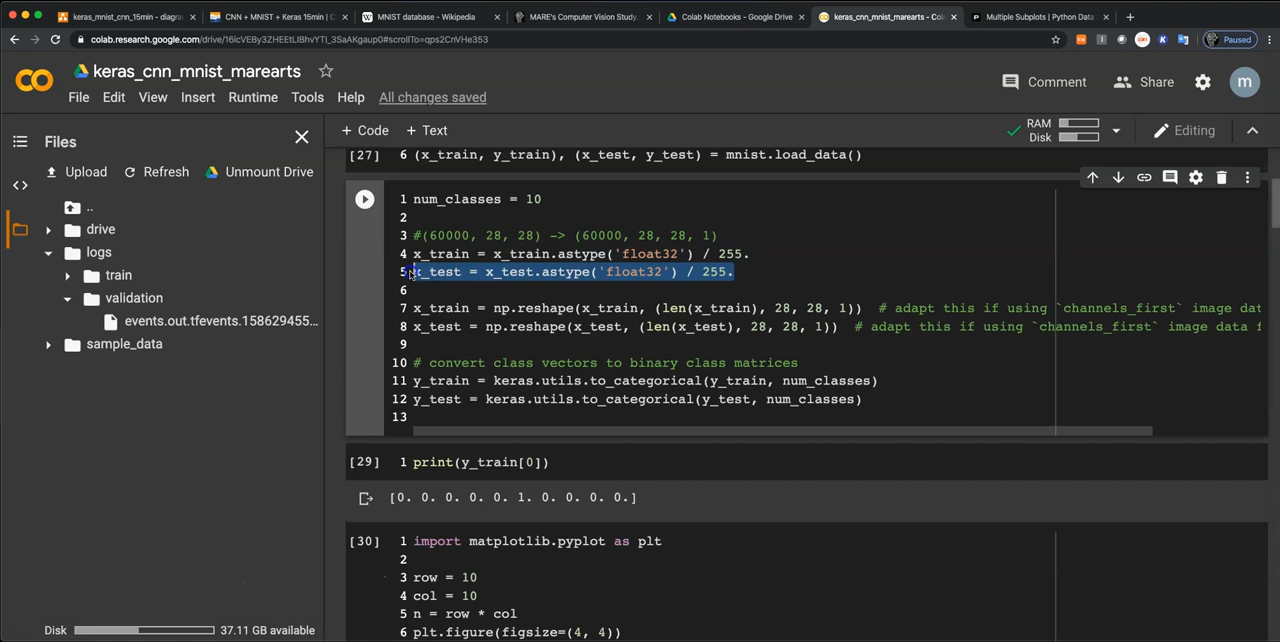 keras_mnist_cnn_15min - diagra
CNN + MNIST + Keras 15min | C
MNIST database - Wikipedia
MARE's Computer Vision Study.
Colab Notebooks - Google Drive
keras_cnn_mnist_marearts - Col
Multiple Subplots | Python Data
colab.research.google.com/drive/16icVEBy3ZHEEtLIBhvYTI_3SaAKgaup0#scrollTo=qps2CnVHe353
Paused
keras_cnn_mnist_marearts
Comment
Share
m
File Edit View Insert Runtime Tools Help All changes saved
Files
+ Code + Text
RAM
Disk
Editing
Upload Refresh Unmount Drive
..
drive
logs
train
validation
events.out.tfevents.158629455...
sample_data
Disk 37.11 GB available
[27] 6 (x_train, y_train), (x_test, y_test) = mnist.load_data()
1 num_classes = 10
2
3 #(60000, 28, 28) -> (60000, 28, 28, 1)
4 x_train = x_train.astype('float32') / 255.
5 x_test = x_test.astype('float32') / 255.
6
7 x_train = np.reshape(x_train, (len(x_train), 28, 28, 1)) # adapt this if using `channels_first` image dat
8 x_test = np.reshape(x_test, (len(x_test), 28, 28, 1)) # adapt this if using `channels_first` image data f
9
10 # convert class vectors to binary class matrices
11 y_train = keras.utils.to_categorical(y_train, num_classes)
12 y_test = keras.utils.to_categorical(y_test, num_classes)
13
[29] 1 print(y_train[0])
[0. 0. 0. 0. 0. 1. 0. 0. 0. 0.]
[30] 1 import matplotlib.pyplot as plt
2
3 row = 10
4 col = 10
5 n = row * col
6 plt.figure(figsize=(4, 4))